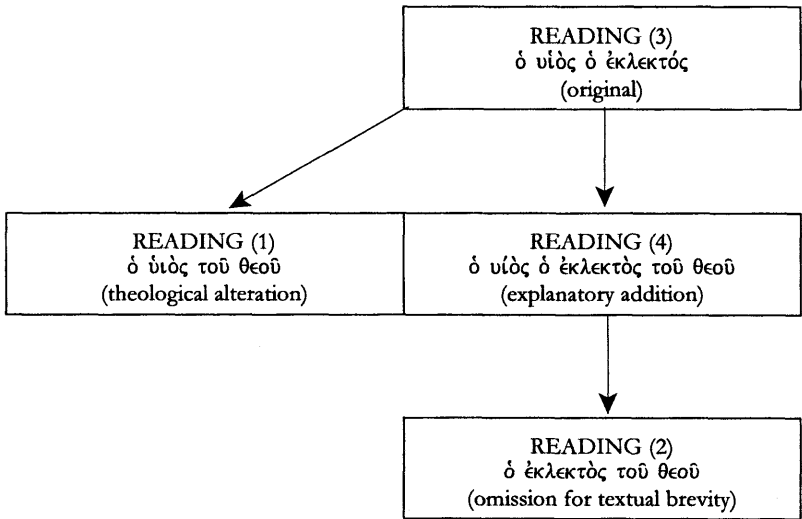 READING (3)
ὁ υἱὸς ὁ ἐκλεκτός
(original)
READING (1)
ὁ ὑιὸς τοῦ θεοῦ
(theological alteration)
READING (4)
ὁ υἱὸς ὁ ἐκλεκτὸς τοῦ θεοῦ
(explanatory addition)
READING (2)
ὁ ἐκλεκτὸς τοῦ θεοῦ
(omission for textual brevity)